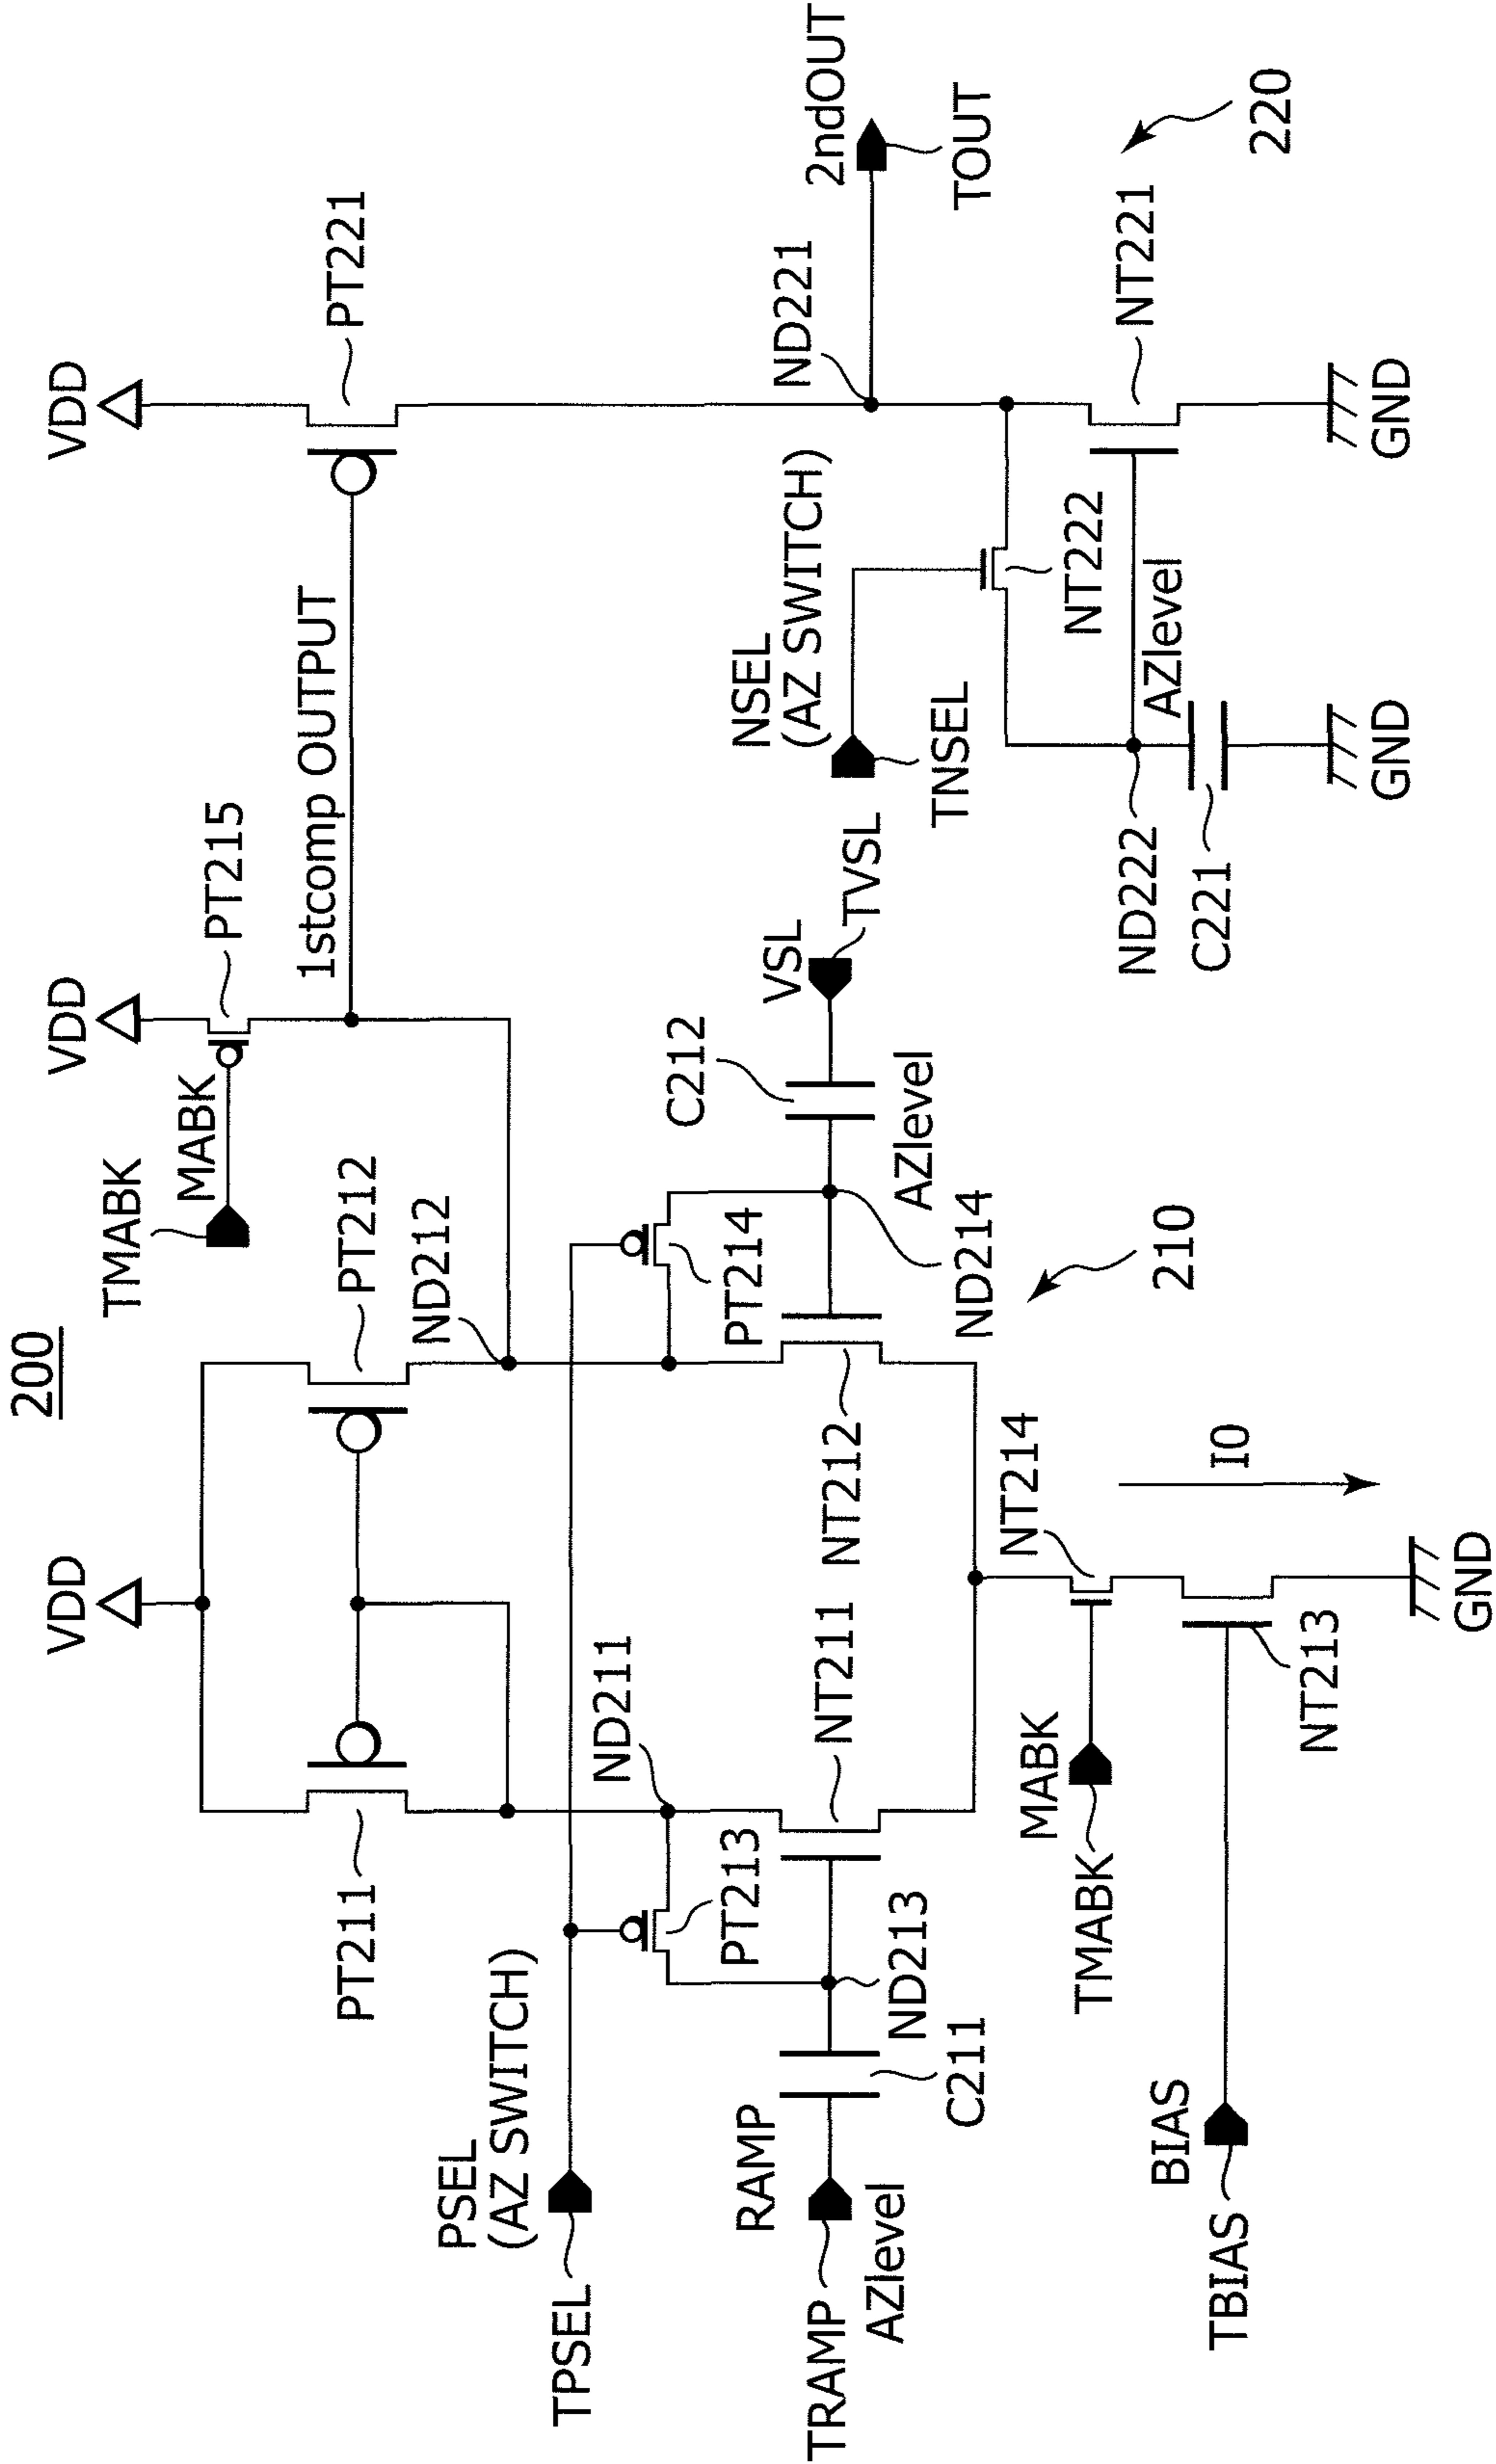 200
VDD
VDD
VDD
TMABK
MABK
PT215
PT221
PT211
PT212
1stcomp OUTPUT
ND212
PSEL
(AZ SWITCH)
TPSEL
ND211
PT213
PT214
C212
VSL
TVSL
NSEL
(AZ SWITCH)
TNSEL
ND221
2ndOUT
TOUT
RAMP
TRAMP
AZlevel
C211
ND213
NT211
NT212
AZlevel
ND214
210
NT222
AZlevel
ND222
C221
NT221
220
MABK
TMABK
NT214
I0
BIAS
TBIAS
NT213
GND
GND
GND